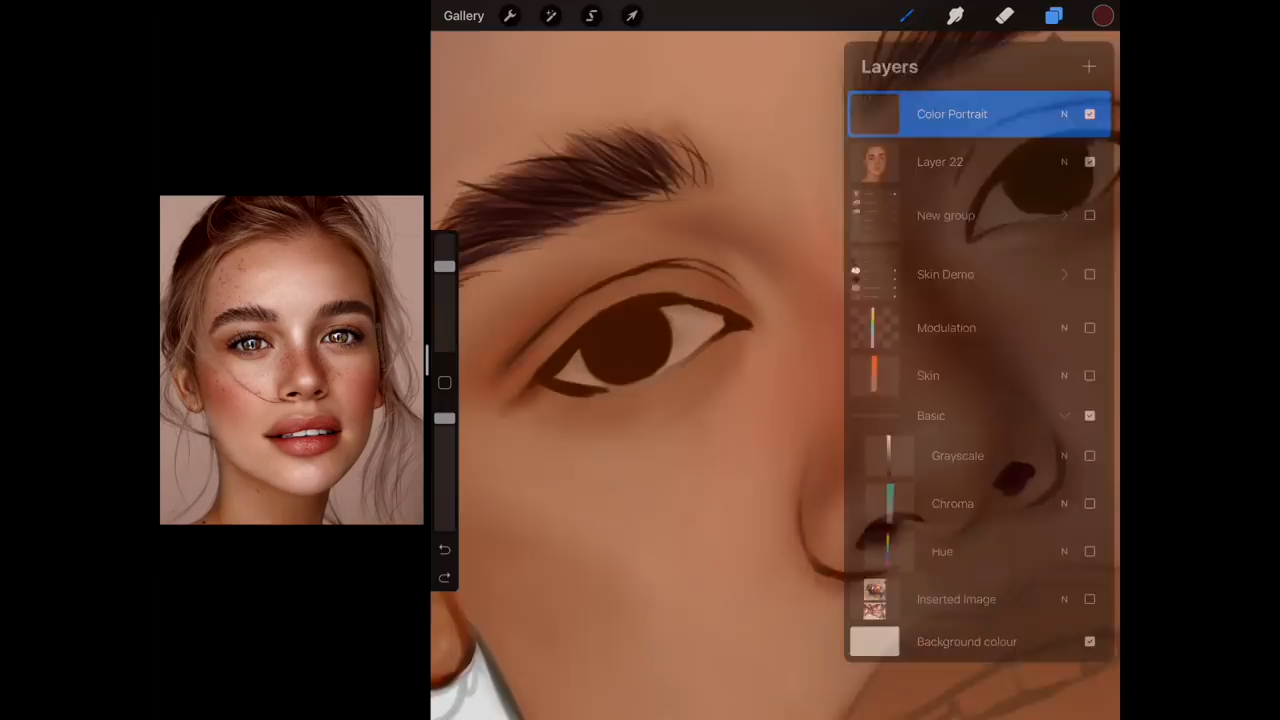 Gallery
Layers
Color Portrait N
Layer 22 N
New group
Skin Demo
Modulation N
Skin N
Basic
Grayscale N
Chroma N
Hue N
Inserted Image N
Background colour